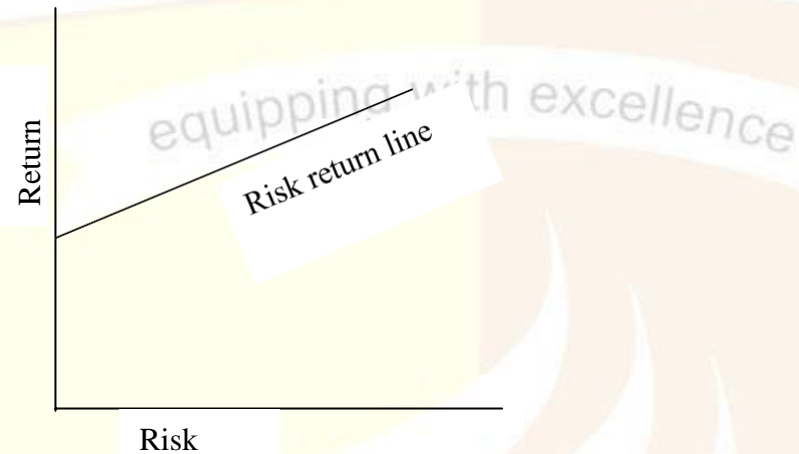 equipping with excellence
Return
Risk return line
Risk